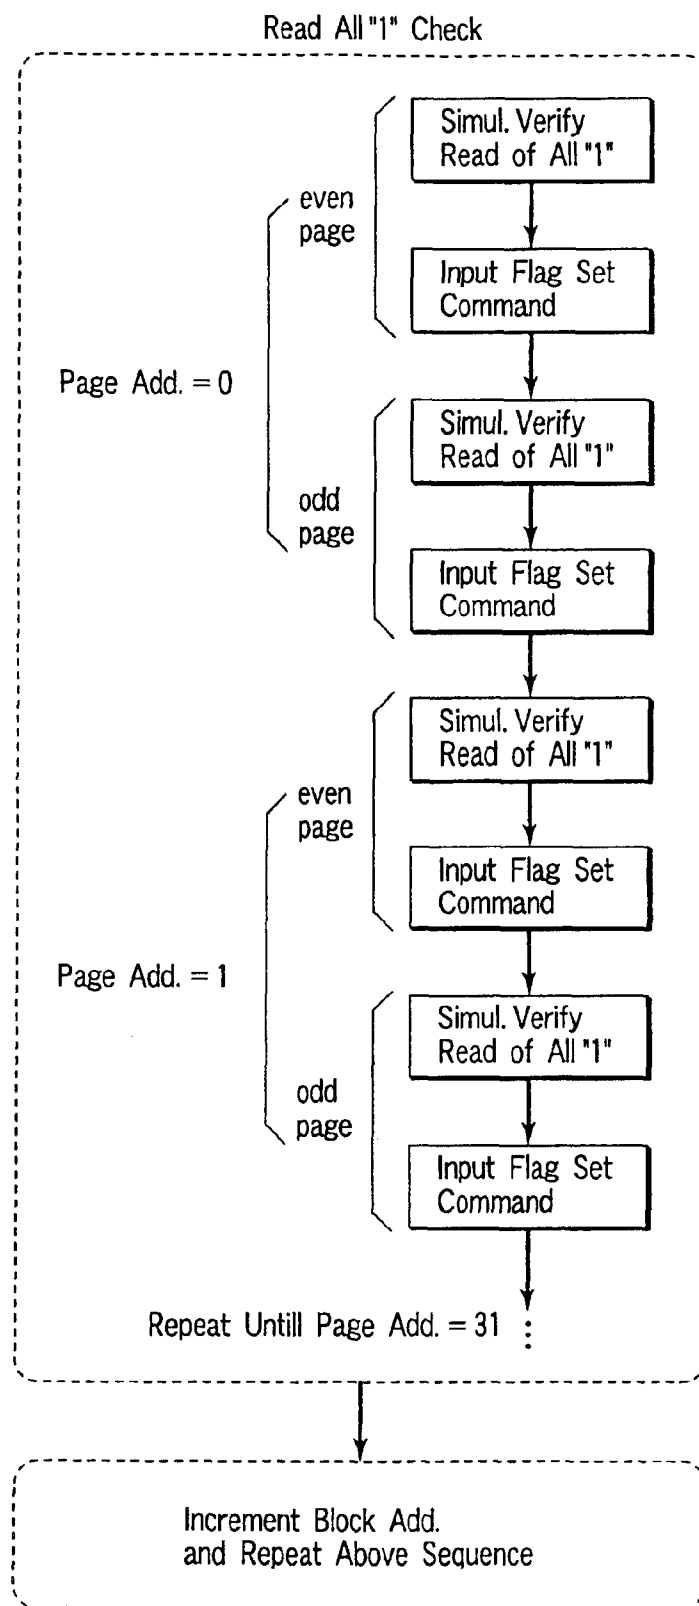 Read All "1" Check
Simul. Verify
Read of All "1"
even
page
Input Flag Set
Command
Page Add. = 0
Simul. Verify
Read of All "1"
odd
page
Input Flag Set
Command
Simul. Verify
Read of All "1"
even
page
Input Flag Set
Command
Page Add. = 1
Simul. Verify
Read of All "1"
odd
page
Input Flag Set
Command
Repeat Untill Page Add. = 31
Increment Block Add.
and Repeat Above Sequence